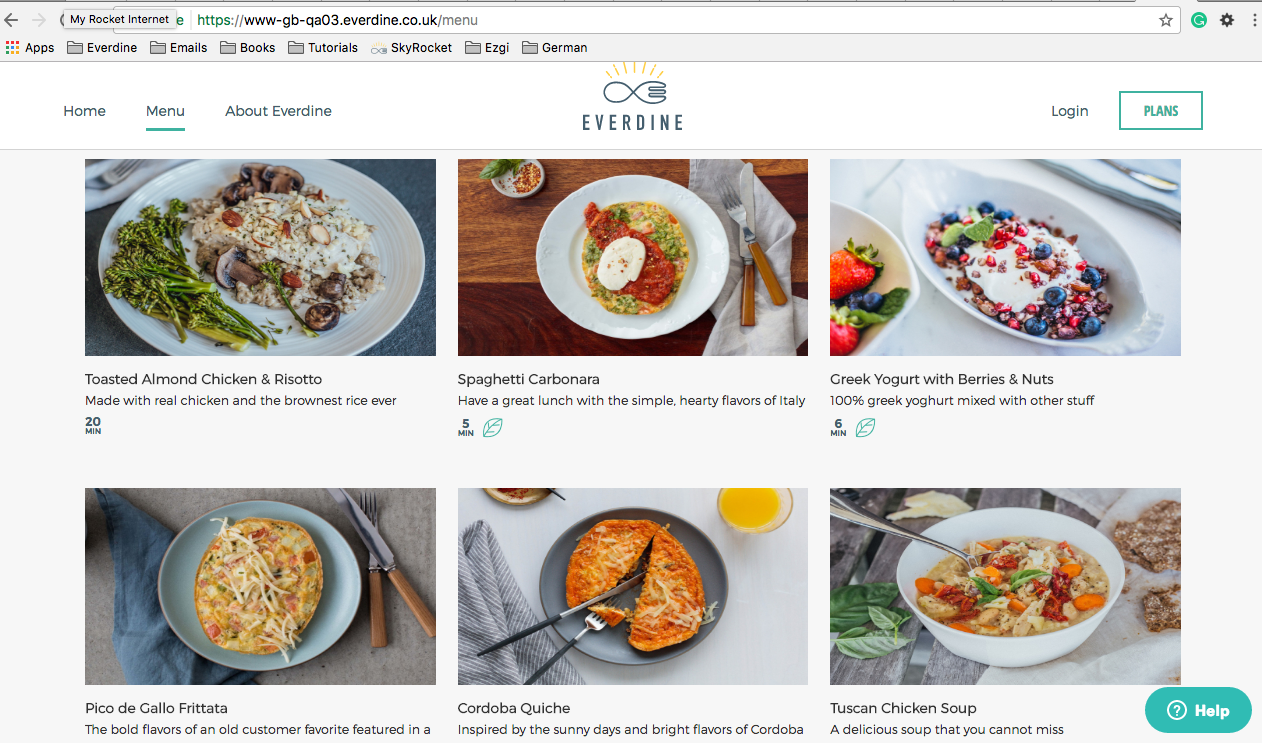 My Rocket Internet
e https://www-gb-qa03.everdine.co.uk/menu
Apps Everdine Emails Books Tutorials SkyRocket Ezgi German
Home Menu About Everdine
EVERDINE
Login PLANS
Toasted Almond Chicken & Risotto
Made with real chicken and the brownest rice ever
20
MIN
Spaghetti Carbonara
Have a great lunch with the simple, hearty flavors of Italy
5
MIN
Greek Yogurt with Berries & Nuts
100% greek yoghurt mixed with other stuff
6
MIN
Pico de Gallo Frittata
The bold flavors of an old customer favorite featured in a
Cordoba Quiche
Inspired by the sunny days and bright flavors of Cordoba
Tuscan Chicken Soup
A delicious soup that you cannot miss
Help